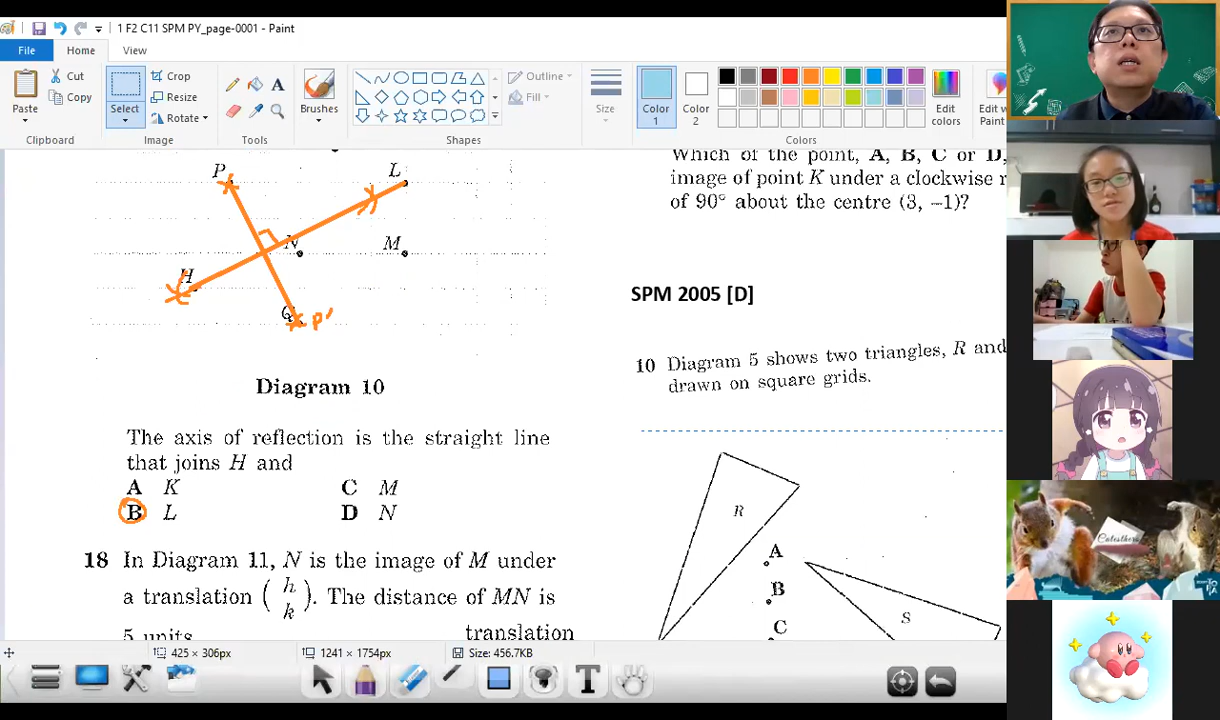 1 F2 C11 SPM PY_page-0001 - Paint
File Home View
Paste
Cut
Copy
Clipboard
Select
Crop
Resize
Rotate
Image
A
Tools
Brushes
Outline
Fill
Shapes
Size
Color
1
Color
2
Edit
colors
Colors
Edit w
Paint
P L
N M
H
Q P'
Diagram 10
The axis of reflection is the straight line
that joins H and
A K C M
B L D N
18 In Diagram 11, N is the image of M under
a translation (h k). The distance of MN is
5 units.
translation
Which of the point, A, B, C or D,
image of point K under a clockwise r
of 90° about the centre (3, –1)?
SPM 2005 [D]
10 Diagram 5 shows two triangles, R and
drawn on square grids.
R
A
B
C
S
425 × 306px
1241 × 1754px
Size: 456.7KB
T